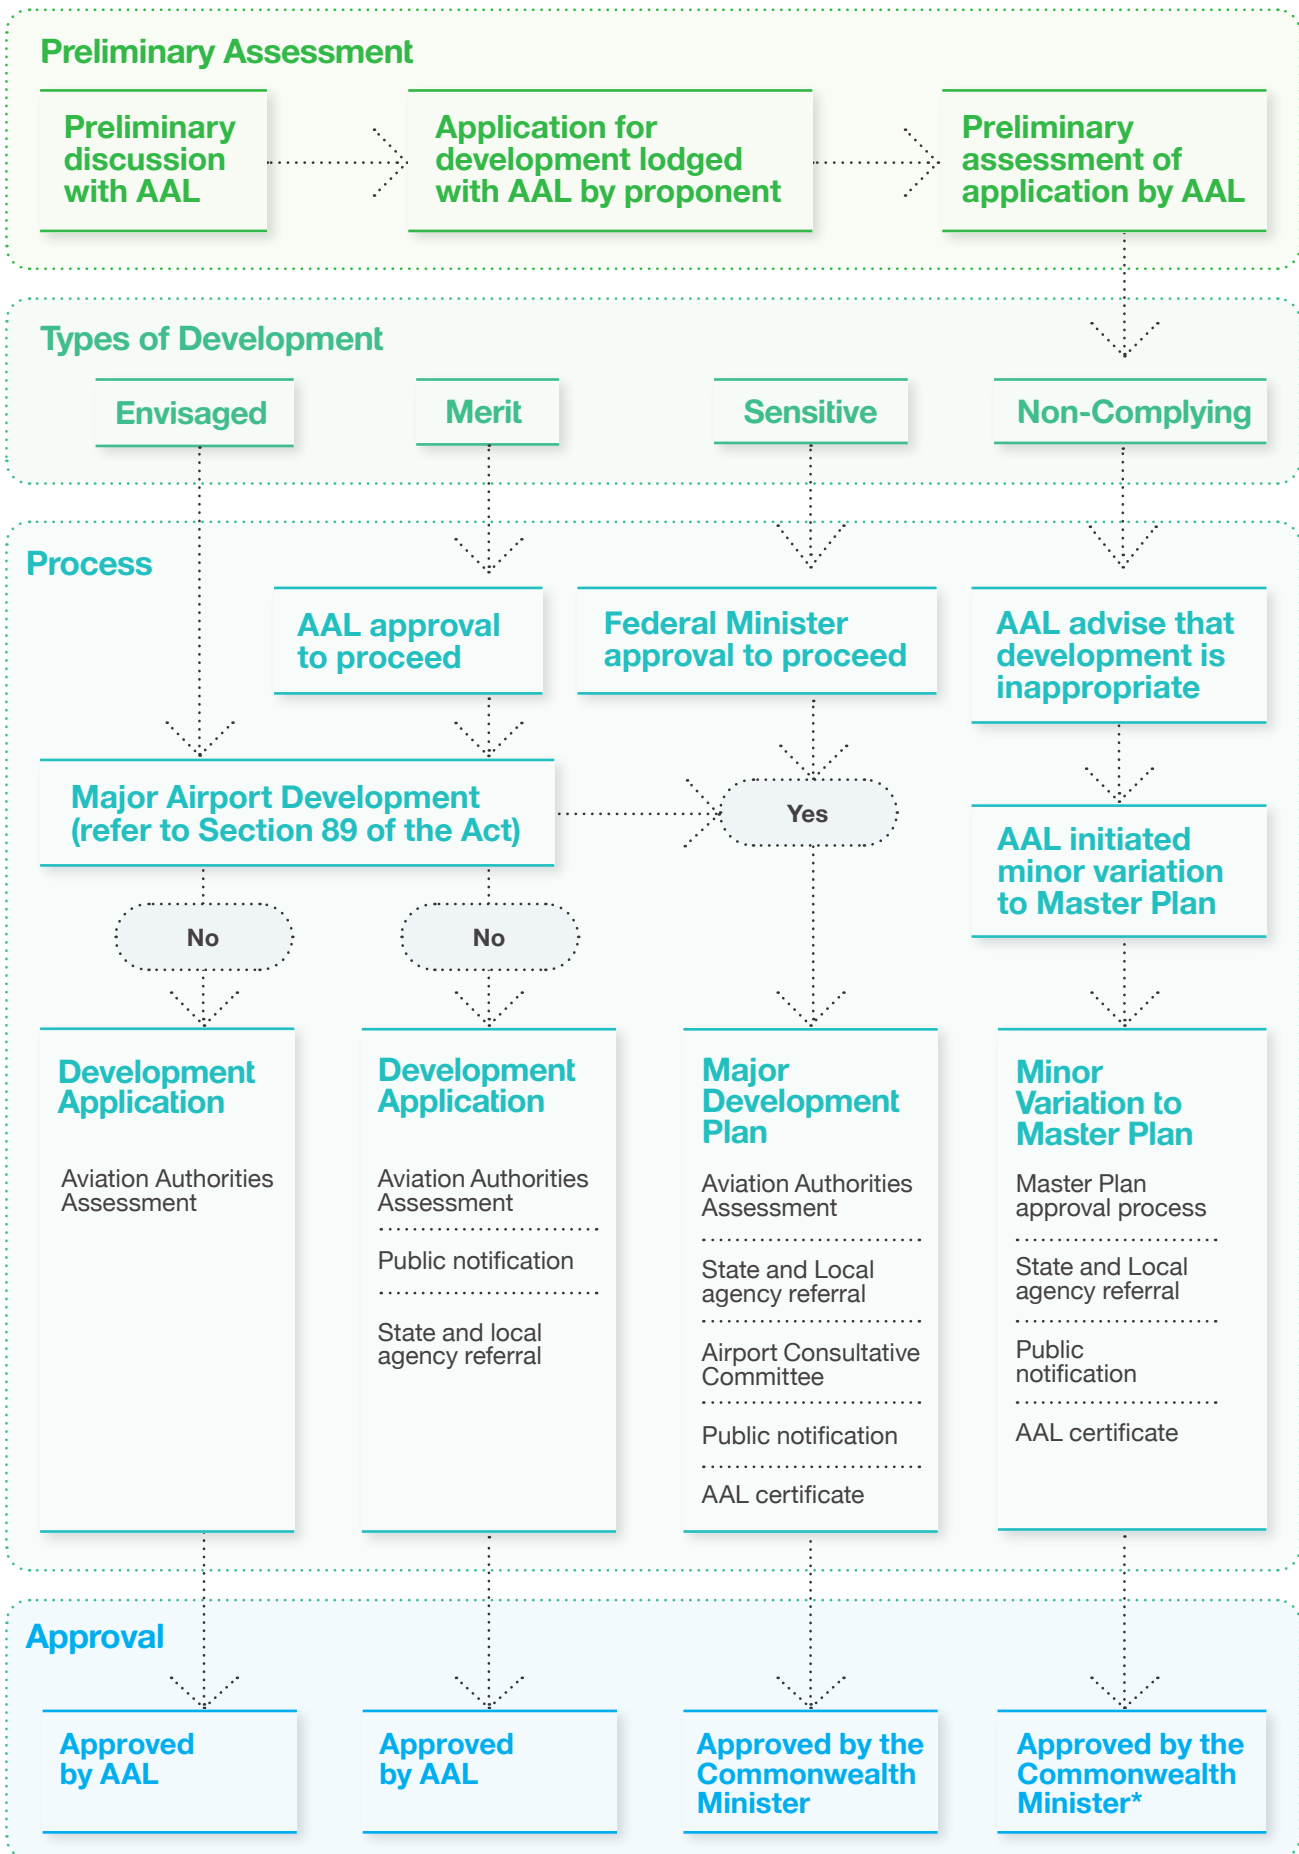 Preliminary Assessment
Preliminary
discussion
with AAL
Application for
development lodged
with AAL by proponent
Preliminary
assessment of
application by AAL
Types of Development
Envisaged
Merit
Sensitive
Non-Complying
Process
AAL approval
to proceed
Federal Minister
approval to proceed
AAL advise that
development is
inappropriate
Major Airport Development
(refer to Section 89 of the Act)
Yes
AAL initiated
minor variation
to Master Plan
No
No
Development
Application
Aviation Authorities
Assessment
Development
Application
Aviation Authorities
Assessment
Public notification
State and local
agency referral
Major
Development
Plan
Aviation Authorities
Assessment
State and Local
agency referral
Airport Consultative
Committee
Public notification
AAL certificate
Minor
Variation to
Master Plan
Master Plan
approval process
State and Local
agency referral
Public
notification
AAL certificate
Approval
Approved
by AAL
Approved
by AAL
Approved by the
Commonwealth
Minister
Approved by the
Commonwealth
Minister*